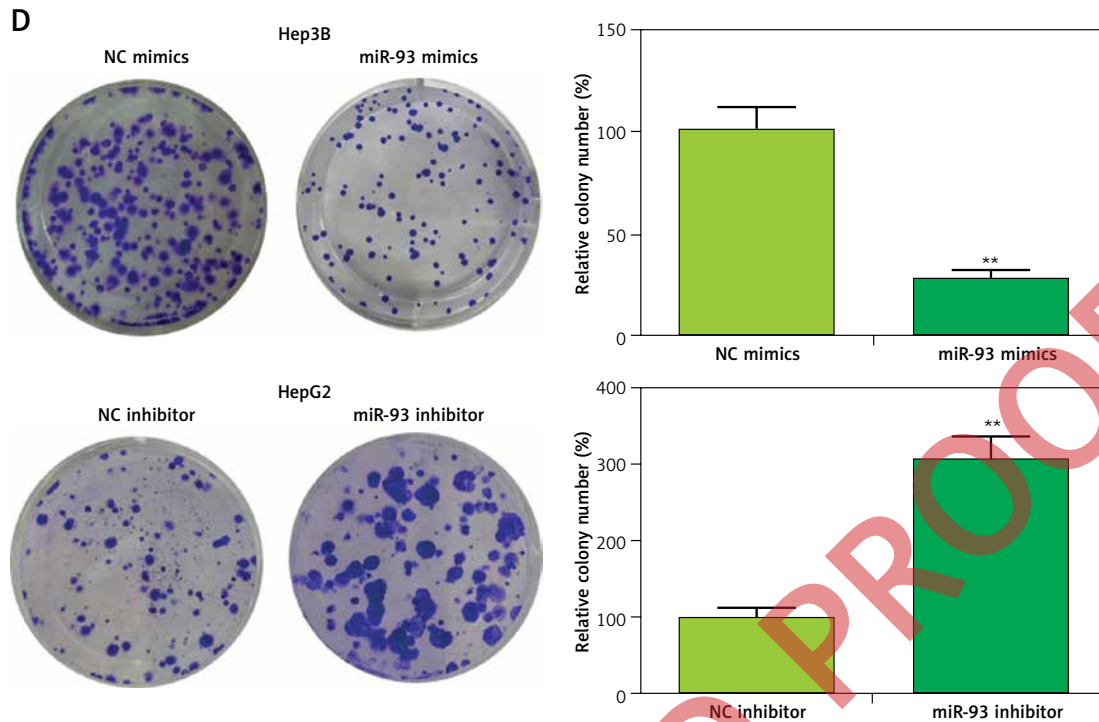 D
Hep3B
NC mimics
miR-93 mimics
Relative colony number (%)
150
100
50
0
**
NC mimics
miR-93 mimics
HepG2
NC inhibitor
miR-93 inhibitor
Relative colony number (%)
400
300
200
100
0
**
NC inhibitor
miR-93 inhibitor
PROO